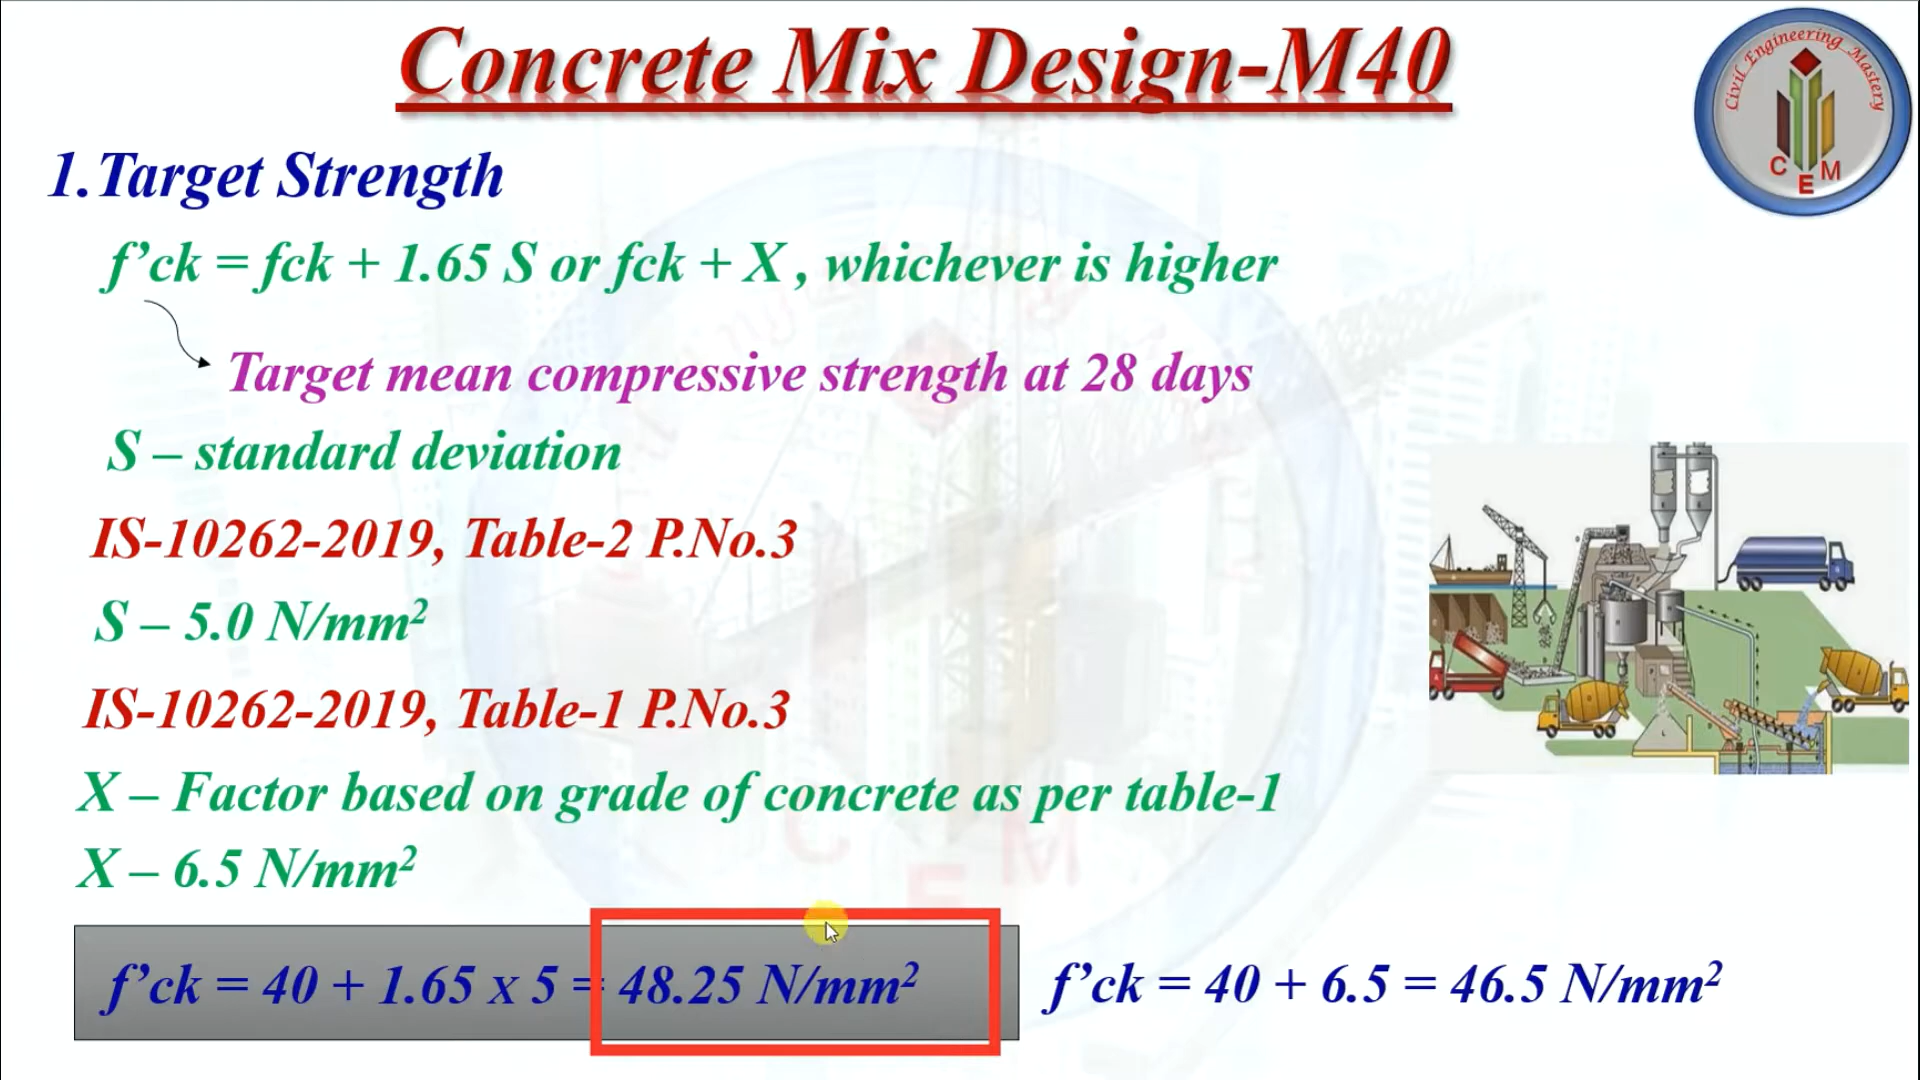 Concrete Mix Design-M40
Civil Engineering Mastery
C E M
1.Target Strength
f’ck = fck + 1.65 S or fck + X , whichever is higher
Target mean compressive strength at 28 days
S – standard deviation
IS-10262-2019, Table-2 P.No.3
S – 5.0 N/mm²
IS-10262-2019, Table-1 P.No.3
X – Factor based on grade of concrete as per table-1
X – 6.5 N/mm²
f’ck = 40 + 1.65 x 5 = 48.25 N/mm²
f’ck = 40 + 6.5 = 46.5 N/mm²
C E M